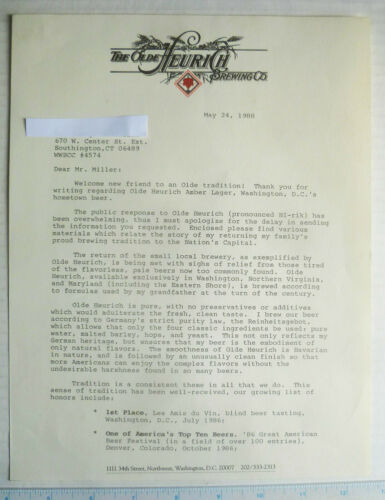 THE OLDE HEURICH BREWING CO.
May 24, 1988
670 W. Center St. Ext.
Southington, CT 06489
WWBCC #4574
Dear Mr. Miller:
Welcome new friend to an Olde tradition! Thank you for
writing regarding Olde Heurich Amber Lager, Washington, D.C.'s
hometown beer.
The public response to Olde Heurich (pronounced HI-rik) has
been overwhelming, thus I must apologize for the delay in sending
the information you requested. Enclosed please find various
materials which relate the story of my returning my family's
proud brewing tradition to the Nation's Capital.
The return of the small local brewery, as exemplified by
Olde Heurich, is being met with sighs of relief from those tired
of the flavorless, pale beers now too commonly found. Olde
Heurich, available exclusively in Washington, Northern Virginia,
and Maryland (including the Eastern Shore), is brewed according
to formulas used by my grandfather at the turn of the century.
Olde Heurich is pure, with no preservatives or additives
which would adulterate the fresh, clean taste. I brew our beer
according to Germany's strict purity law, the Reinheitsgebot,
which allows that only the four classic ingredients be used: pure
water, malted barley, hops, and yeast. This not only reflects my
German heritage, but ensures that my beer is the embodiment of
only natural flavors. The smoothness of Olde Heurich is Bavarian
in nature, and is followed by an unusually clean finish so that
more Americans can enjoy the complex flavors without the
undesirable harshness found in so many beers.
Tradition is a consistent theme in all that we do. This
sense of tradition has been well-received, our growing list of
honors include:
* 1st Place, Les Amis du Vin, blind beer tasting,
Washington, D.C., July 1986;
* One of America's Top Ten Beers, '86 Great American
Beer Festival (in a field of over 100 entries),
Denver, Colorado, October 1986;
1111 34th Street, Northwest, Washington, D.C. 20007 202/333-2313